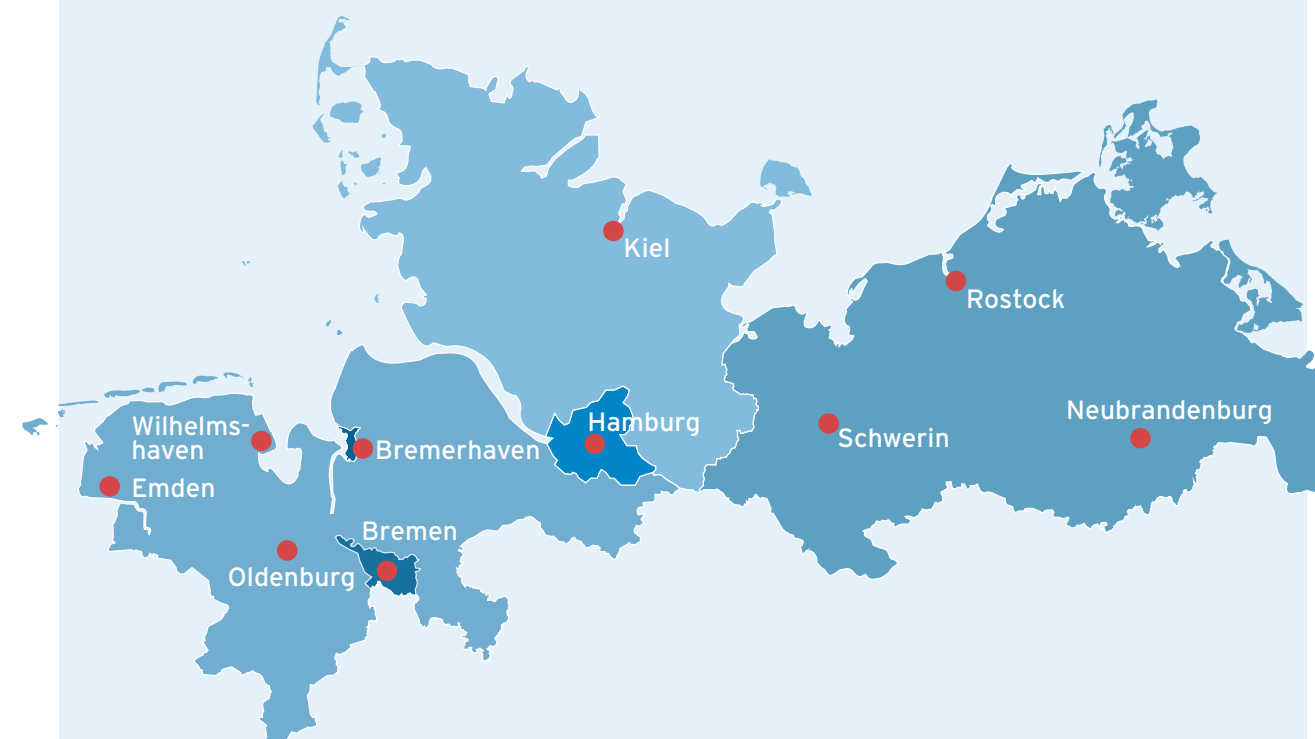 Kiel
Rostock
Neubrandenburg
Hamburg
Wilhelms-
haven
Schwerin
Bremerhaven
Emden
Bremen
Oldenburg